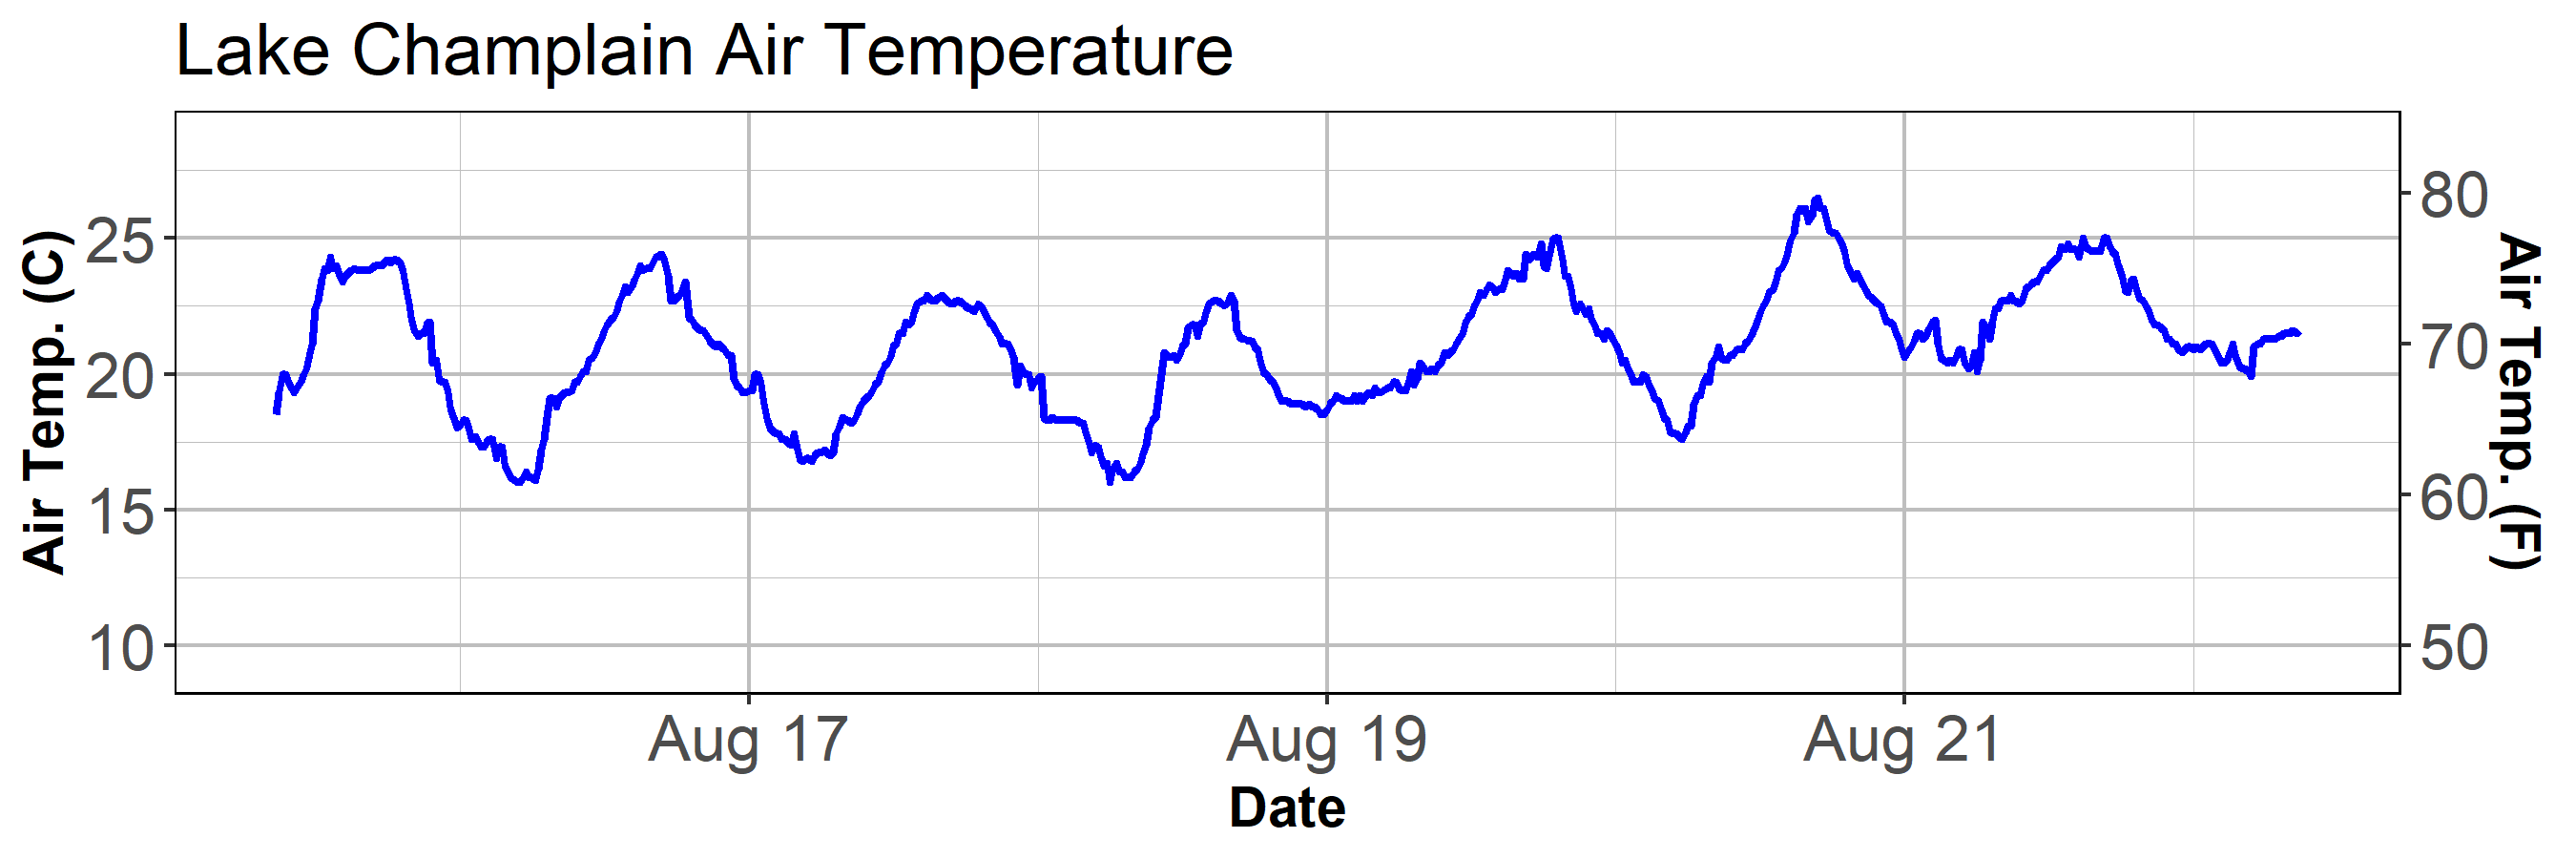 Lake Champlain Air Temperature
Air Temp. (C)
25
20
15
10
80
70
60
50
Air Temp. (F)
Aug 17 Aug 19 Aug 21
Date